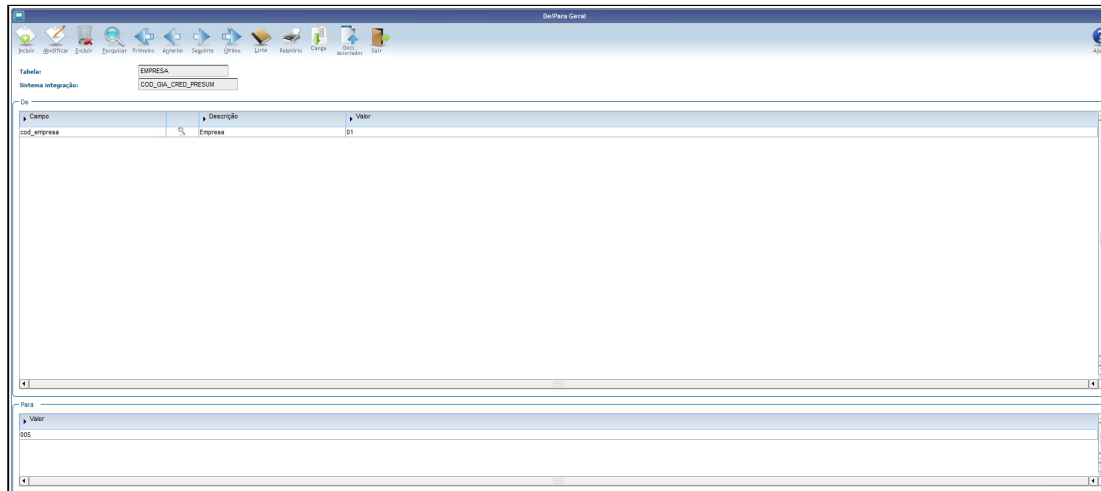 De/Para Geral
Incluir Modificar Excluir Pesquisar Primeiro Anterior Seguinte Último Lista Relatório Carga Docs. Associados Sair
Tabela: EMPRESA
Sistema integração: COD_GIA_CRED_PRESUM
De
Campo Descrição Valor
cod_empresa Empresa 01
Para
Valor
005